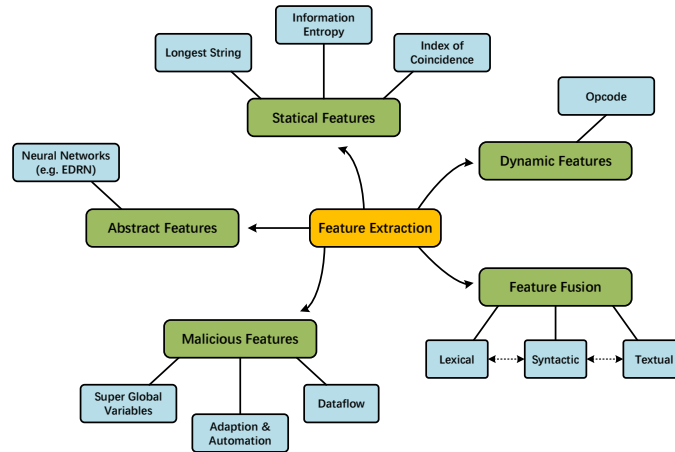 Information
Entropy
Longest String
Index of
Coincidence
Statical Features
Opcode
Dynamic Features
Neural Networks
(e.g. EDRN)
Abstract Features
Feature Extraction
Feature Fusion
Lexical
Syntactic
Textual
Malicious Features
Super Global
Variables
Adaption &
Automation
Dataflow